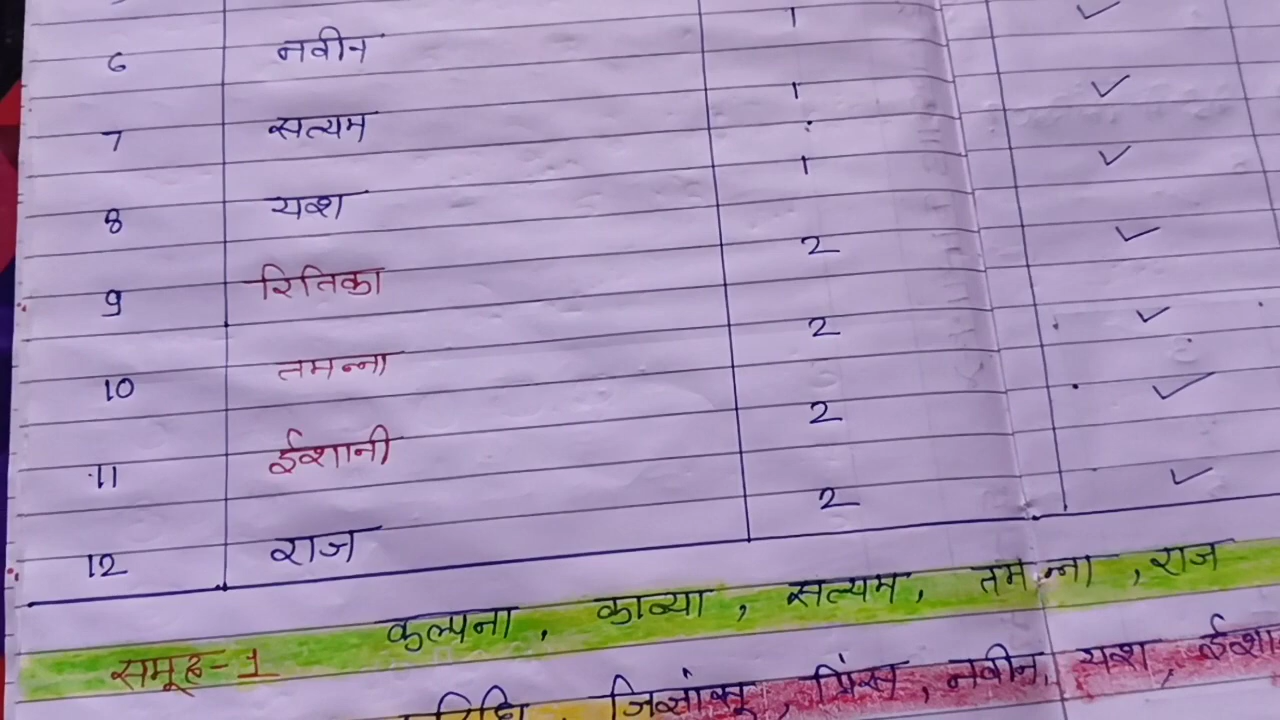 6 नवीन 1 ✓
7 सत्यम 1 ✓
8 यश 1 ✓
9 रितिका 2 ✓
10 तमन्ना 2 ✓
11 ईशानी 2 ✓
12 राज 2 ✓
समूह-1 कल्पना, काव्या, सत्यम, तमन्ना, राज
जिज्ञांसू, प्रिंस, नवीन, यश,